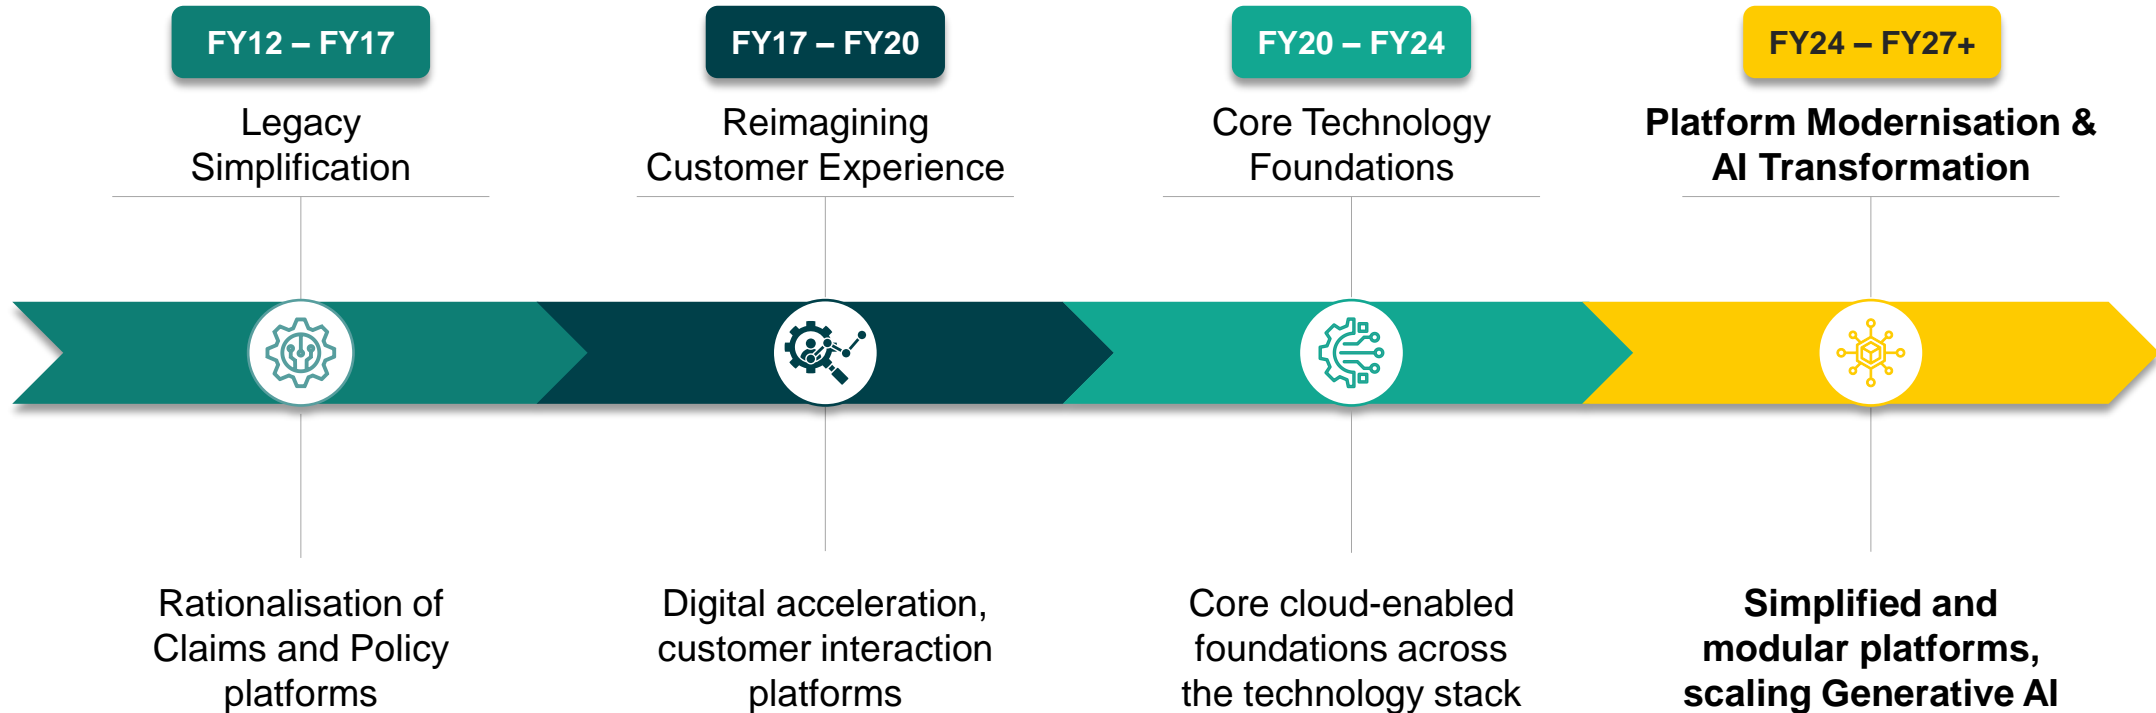 FY12 – FY17
Legacy
Simplification
Rationalisation of
Claims and Policy
platforms
FY17 – FY20
Reimagining
Customer Experience
Digital acceleration,
customer interaction
platforms
FY20 – FY24
Core Technology
Foundations
Core cloud-enabled
foundations across
the technology stack
FY24 – FY27+
Platform Modernisation &
AI Transformation
Simplified and
modular platforms,
scaling Generative AI